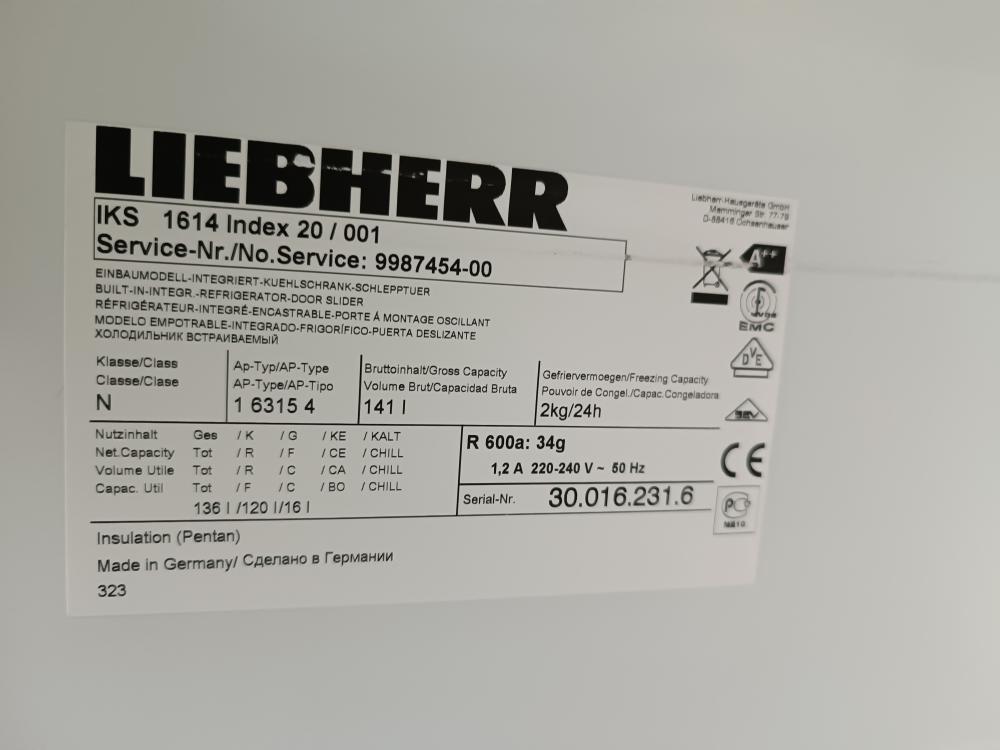 LIEBHERR
Liebherr-Hausgeräte GmbH
Memminger Str. 77-79
D-88416 Ochsenhausen
IKS 1614 Index 20 / 001
Service-Nr./No.Service: 9987454-00
A++
EINBAUMODELL-INTEGRIERT-KUEHLSCHRANK-SCHLEPPTUER
BUILT-IN-INTEGR.-REFRIGERATOR-DOOR SLIDER
RÉFRIGÉRATEUR-INTEGRÉ-ENCASTRABLE-PORTE À MONTAGE OSCILLANT
MODELO EMPOTRABLE-INTEGRADO-FRIGORÍFICO-PUERTA DESLIZANTE
ХОЛОДИЛЬНИК ВСТРАИВАЕМЫЙ
EMC
DVE
Klasse/Class
Classe/Clase
N
Ap-Typ/AP-Type
AP-Type/AP-Tipo
1 6315 4
Bruttoinhalt/Gross Capacity
Volume Brut/Capacidad Bruta
141 l
Gefriervermoegen/Freezing Capacity
Pouvoir de Congel./Capac.Congeladora
2kg/24h
Nutzinhalt Ges / K / G / KE / KALT
Net.Capacity Tot / R / F / CE / CHILL
Volume Utile Tot / R / C / CA / CHILL
Capac. Util Tot / F / C / BO / CHILL
136 l /120 l /16 l
R 600a: 34g
1,2 A 220-240 V ~ 50 Hz
Serial-Nr. 30.016.231.6
CE
Insulation (Pentan)
Made in Germany/ Сделано в Германии
323